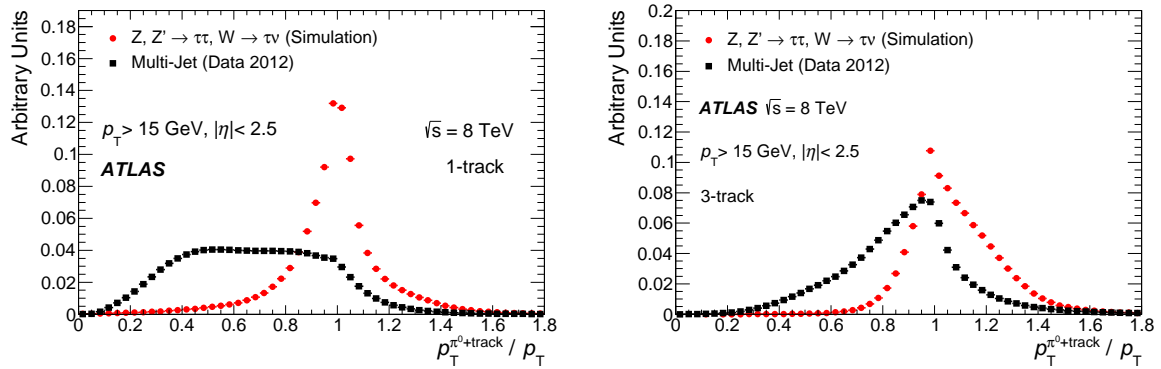 Arbitrary Units
0.18
0.16
0.14
0.12
0.1
0.08
0.06
0.04
0.02
0
Z, Z' → ττ, W → τν (Simulation)
Multi-Jet (Data 2012)
p_T > 15 GeV, |η| < 2.5
√s = 8 TeV
ATLAS
1-track
0 0.2 0.4 0.6 0.8 1 1.2 1.4 1.6 1.8
p_T^{π⁰+track} / p_T
Arbitrary Units
0.2
0.18
0.16
0.14
0.12
0.1
0.08
0.06
0.04
0.02
0
Z, Z' → ττ, W → τν (Simulation)
Multi-Jet (Data 2012)
ATLAS √s = 8 TeV
p_T > 15 GeV, |η| < 2.5
3-track
0 0.2 0.4 0.6 0.8 1 1.2 1.4 1.6 1.8
p_T^{π⁰+track} / p_T